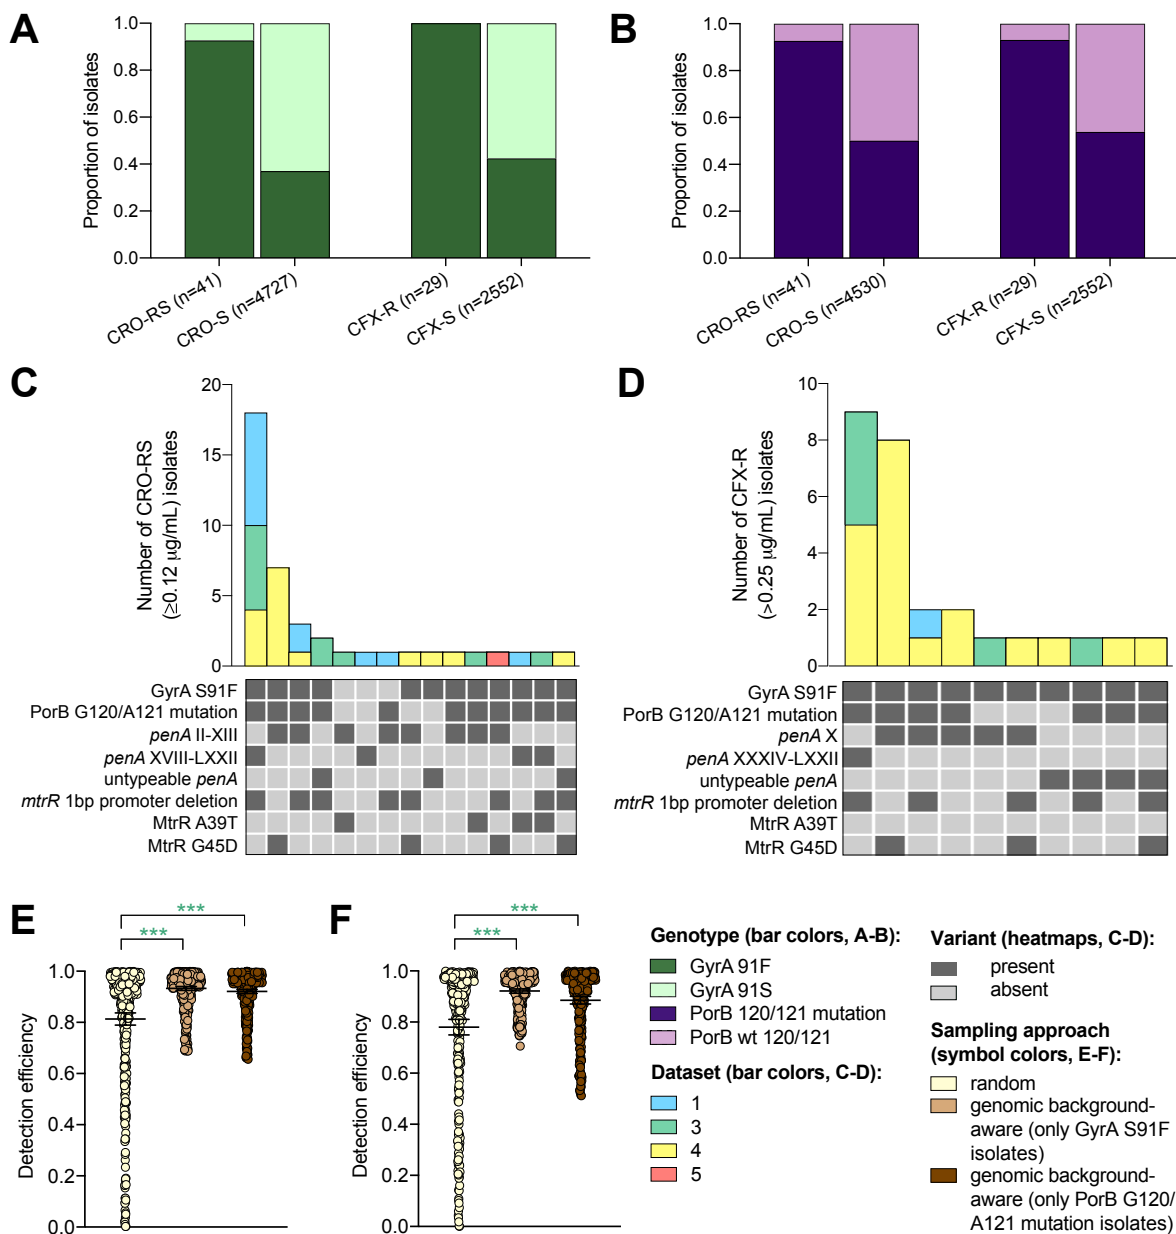 A
Proportion of isolates
1.0
0.8
0.6
0.4
0.2
0.0
CRO-RS (n=41)
CRO-S (n=4727)
CFX-R (n=29)
CFX-S (n=2552)
B
Proportion of isolates
1.0
0.8
0.6
0.4
0.2
0.0
CRO-RS (n=41)
CRO-S (n=4530)
CFX-R (n=29)
CFX-S (n=2552)
C
Number of CRO-RS
(≥0.12 μg/mL) isolates
20
15
10
5
0
GyrA S91F
PorB G120/A121 mutation
penA II-XIII
penA XVIII-LXXII
untypeable penA
mtrR 1bp promoter deletion
MtrR A39T
MtrR G45D
D
Number of CFX-R
(>0.25 μg/mL) isolates
10
8
6
4
2
0
GyrA S91F
PorB G120/A121 mutation
penA X
penA XXXIV-LXXII
untypeable penA
mtrR 1bp promoter deletion
MtrR A39T
MtrR G45D
E
Detection efficiency
1.0
0.8
0.6
0.4
0.2
0.0
***
***
F
Detection efficiency
1.0
0.8
0.6
0.4
0.2
0.0
***
***
Genotype (bar colors, A-B):
GyrA 91F
GyrA 91S
PorB 120/121 mutation
PorB wt 120/121
Dataset (bar colors, C-D):
1
3
4
5
Variant (heatmaps, C-D):
present
absent
Sampling approach
(symbol colors, E-F):
random
genomic background-
aware (only GyrA S91F
isolates)
genomic background-
aware (only PorB G120/
A121 mutation isolates)